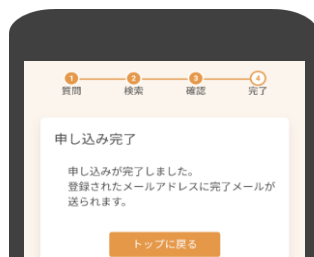 1 2 3 4
質問 検索 確認 完了
申し込み完了
申し込みが完了しました。
登録されたメールアドレスに完了メールが
送られます。
トップに戻る